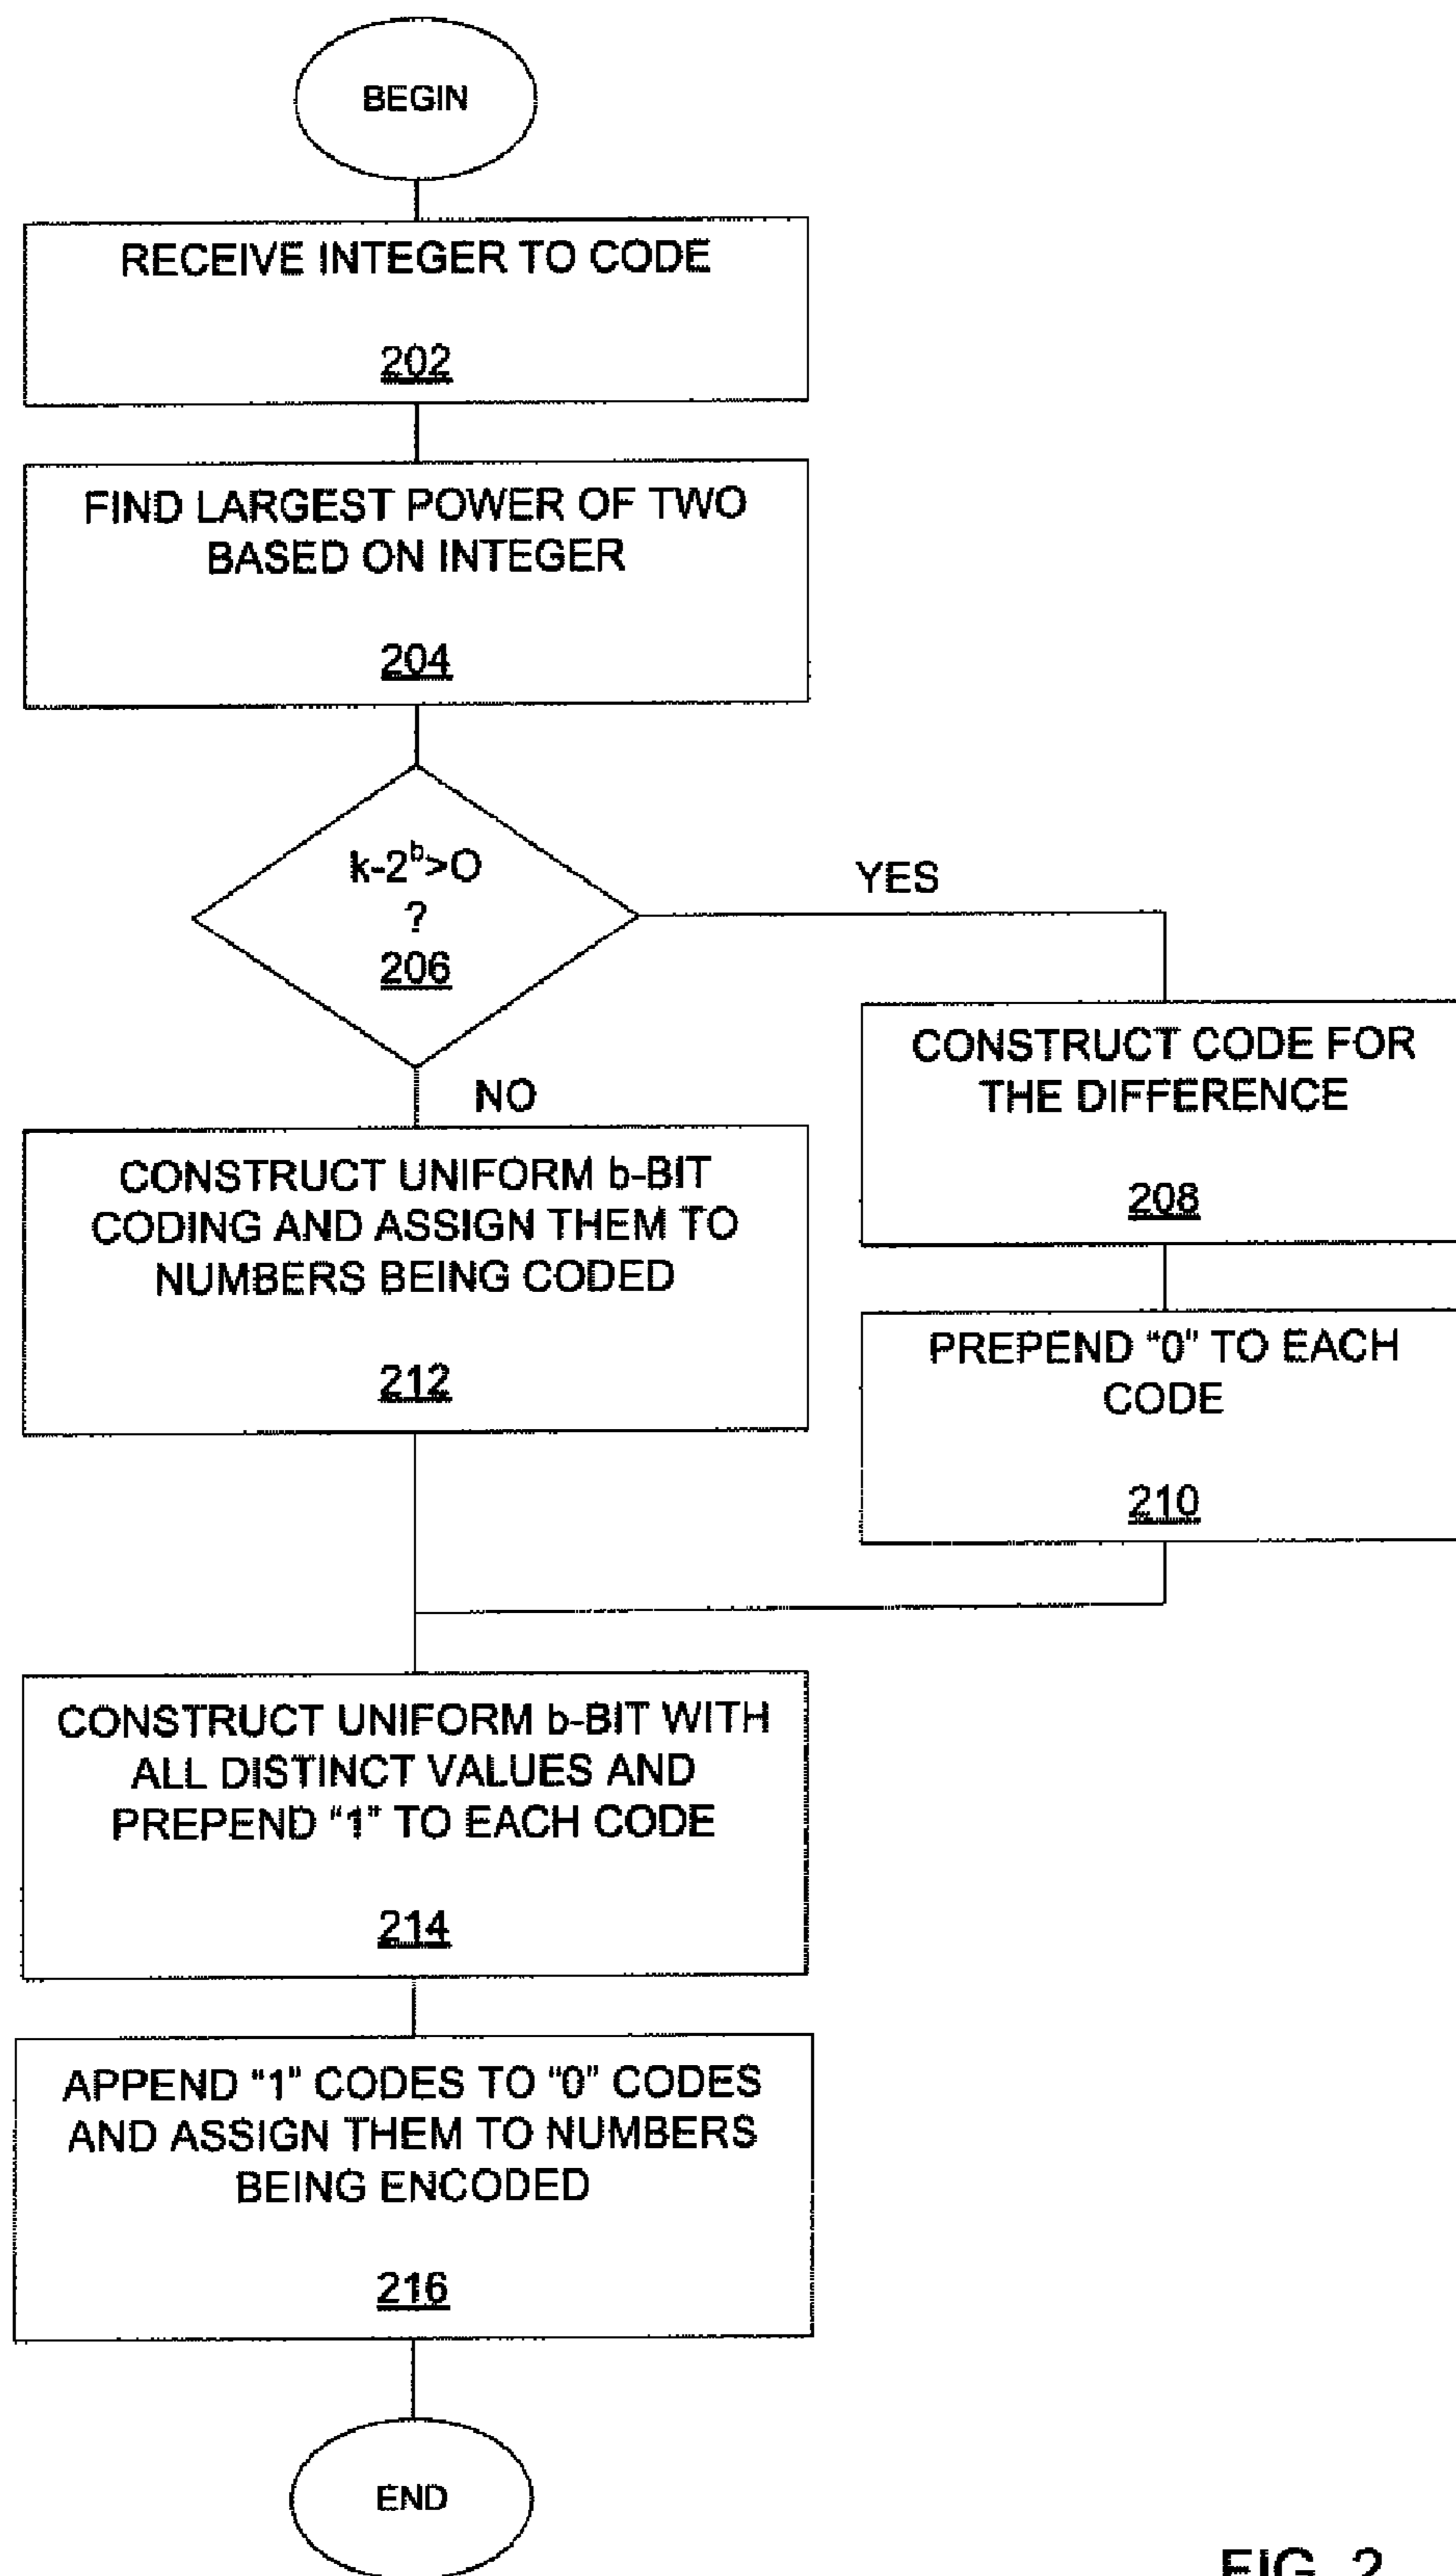 BEGIN
RECEIVE INTEGER TO CODE
202
FIND LARGEST POWER OF TWO
BASED ON INTEGER
204
k-2ᵇ>O
?
206
YES
NO
CONSTRUCT CODE FOR
THE DIFFERENCE
208
CONSTRUCT UNIFORM b-BIT
CODING AND ASSIGN THEM TO
NUMBERS BEING CODED
212
PREPEND “0” TO EACH
CODE
210
CONSTRUCT UNIFORM b-BIT WITH
ALL DISTINCT VALUES AND
PREPEND “1” TO EACH CODE
214
APPEND “1” CODES TO “0” CODES
AND ASSIGN THEM TO NUMBERS
BEING ENCODED
216
END
FIG. 2